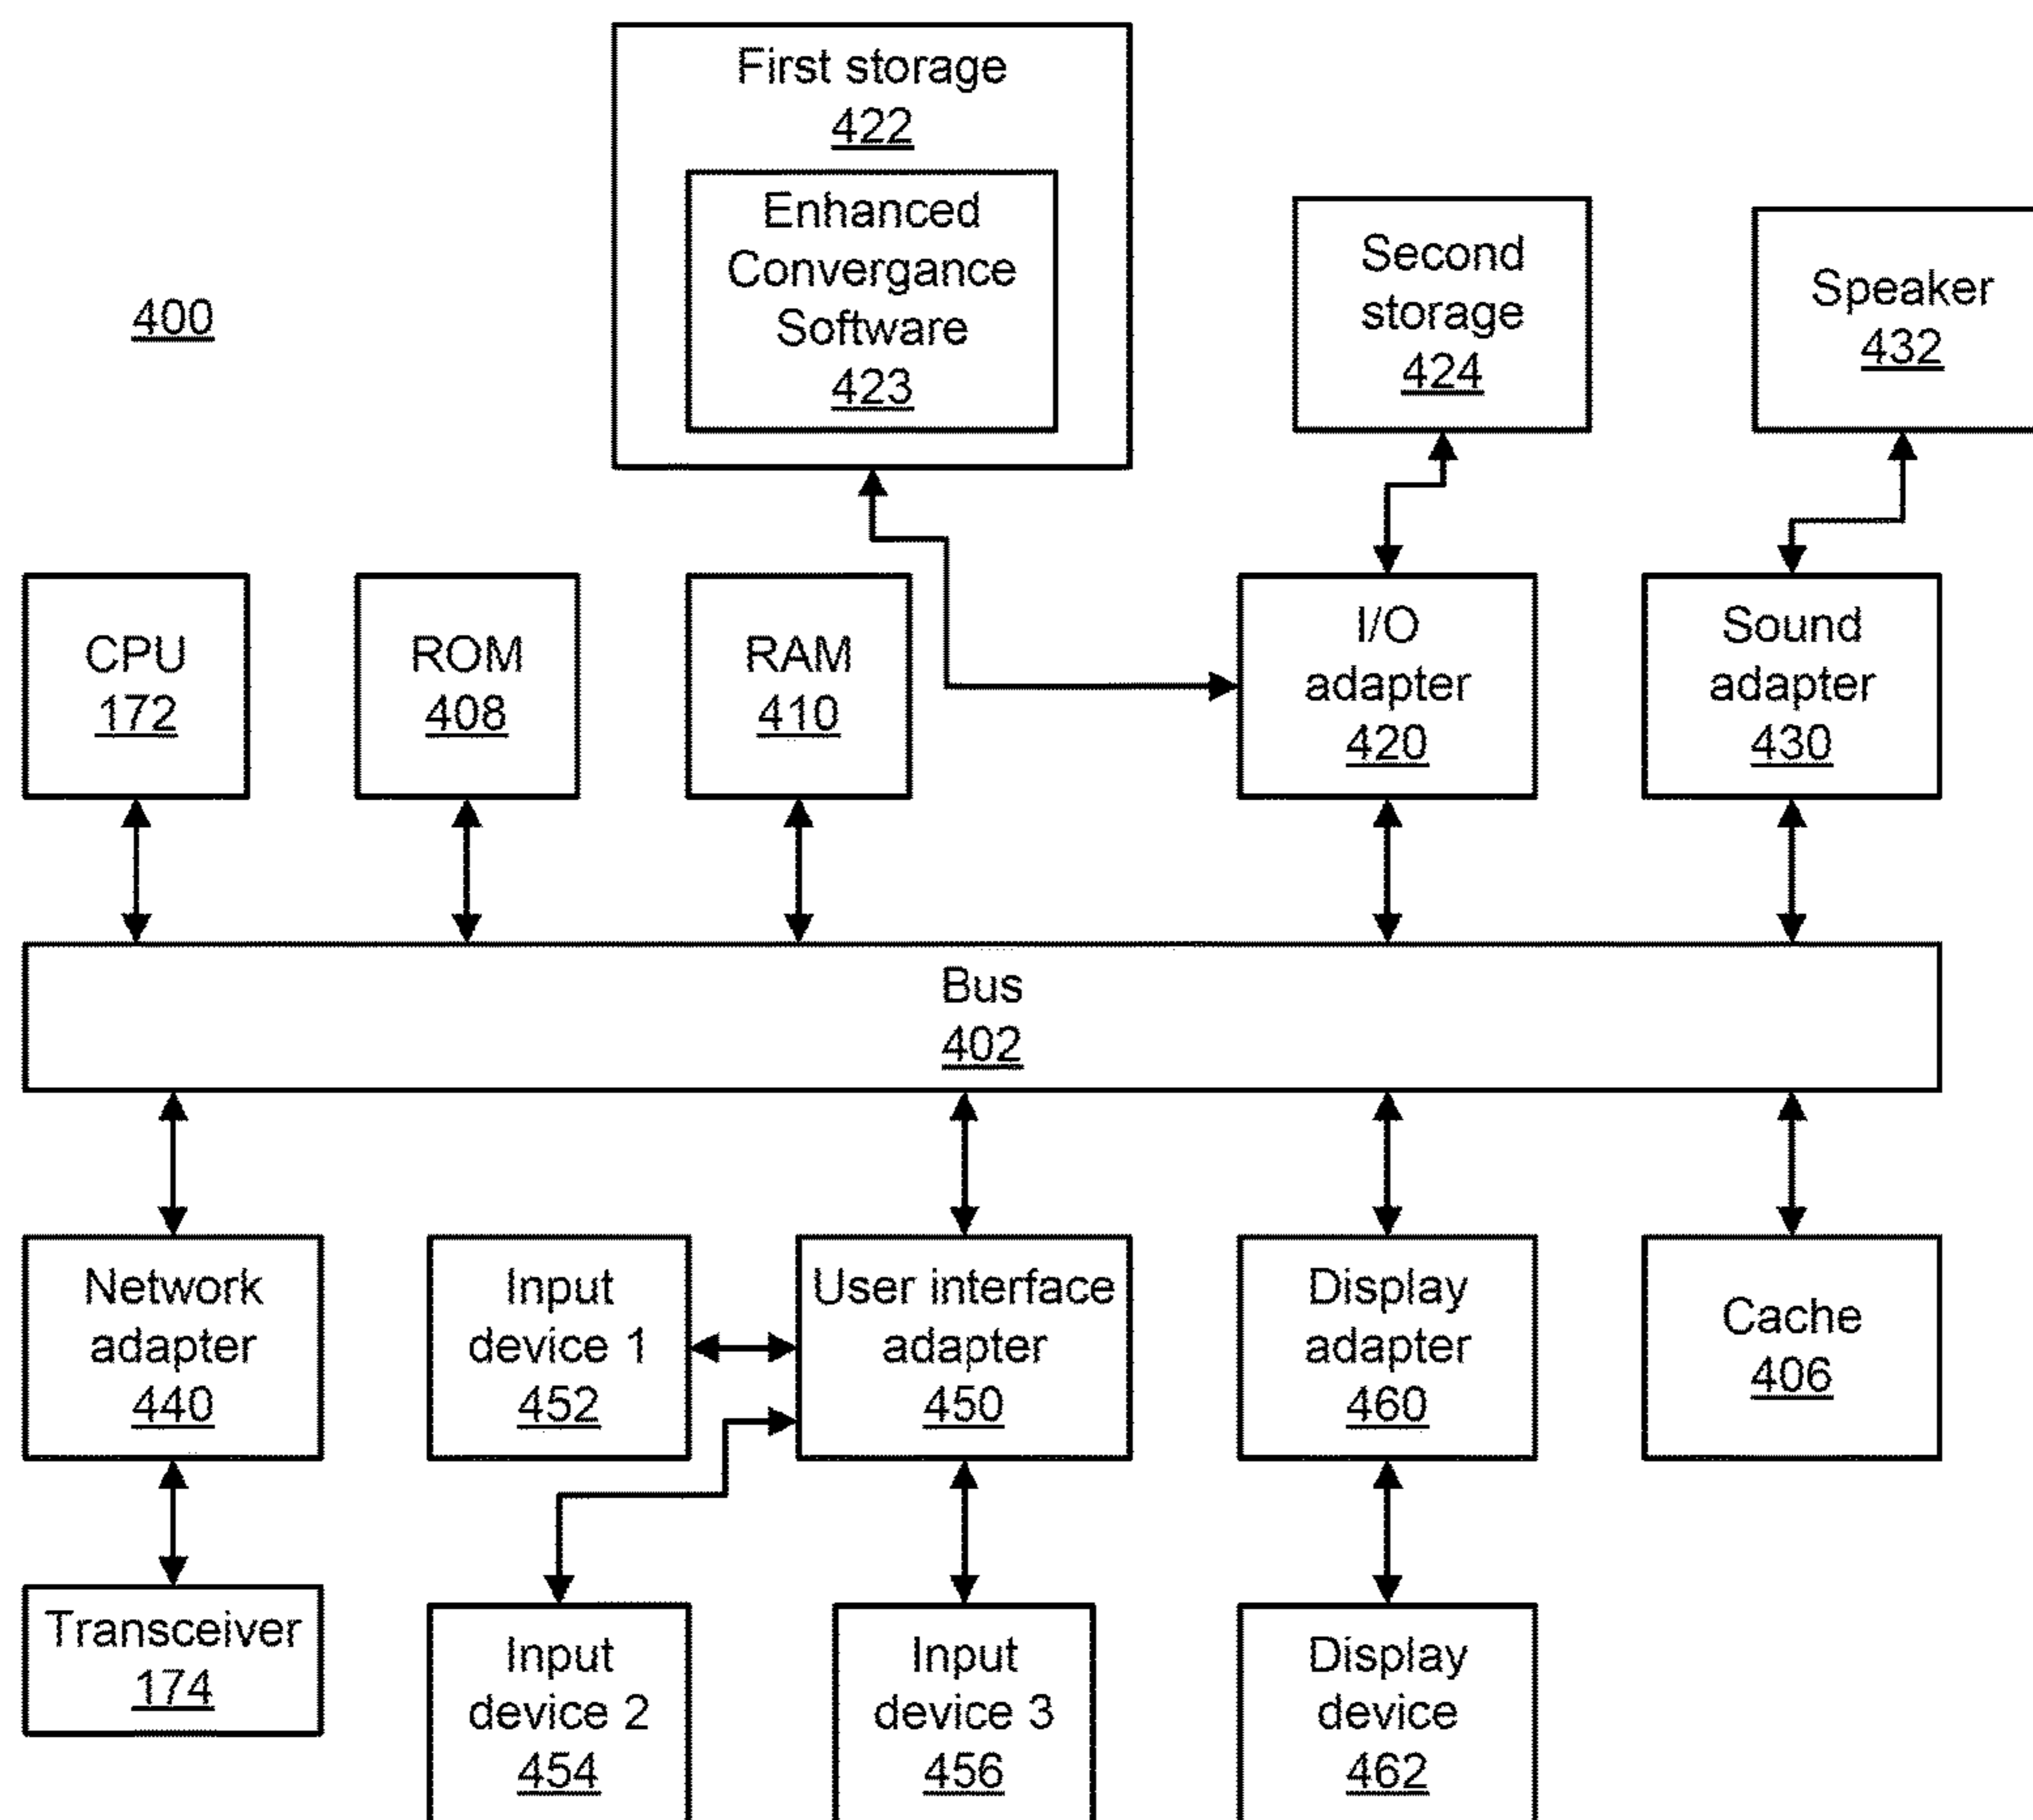 First storage
422
Enhanced
Convergance
Software
423
400
Second
storage
424
Speaker
432
CPU
172
ROM
408
RAM
410
I/O
adapter
420
Sound
adapter
430
Bus
402
Network
adapter
440
Input
device 1
452
User interface
adapter
450
Display
adapter
460
Cache
406
Transceiver
174
Input
device 2
454
Input
device 3
456
Display
device
462